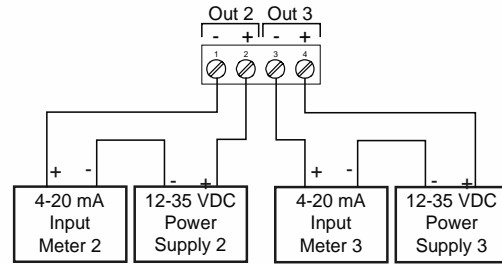 Out 2 Out 3
- + - +
1 2 3 4
+ - - + + - - +
4-20 mA
Input
Meter 2
12-35 VDC
Power
Supply 2
4-20 mA
Input
Meter 3
12-35 VDC
Power
Supply 3